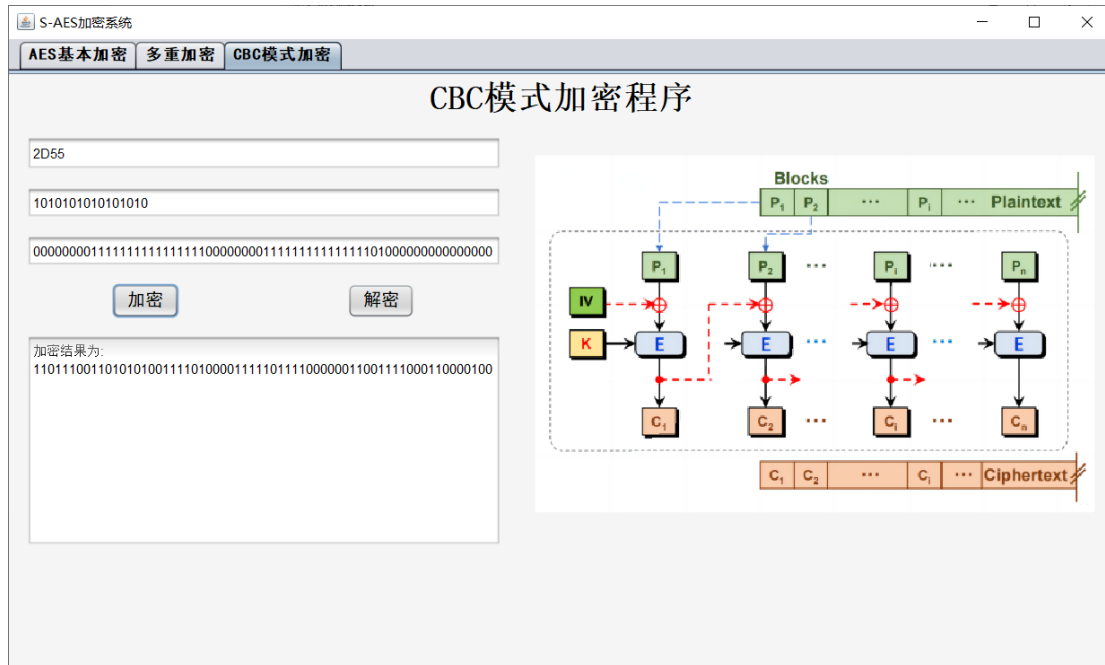 S-AES加密系统
AES基本加密 多重加密 CBC模式加密
CBC模式加密程序
2D55
1010101010101010
0000000011111111111111110000000011111111111111110100000000000000
加密 解密
加密结果为:
1101110011010101001111010000111110111100000011001111000110000100
Blocks
P1 P2 ··· Pi ··· Plaintext
P1 P2 ··· Pi ···· Pn
IV
K E E ··· E ··· E
C1 C2 ··· Ci ··· Cn
C1 C2 ··· Ci ··· Ciphertext